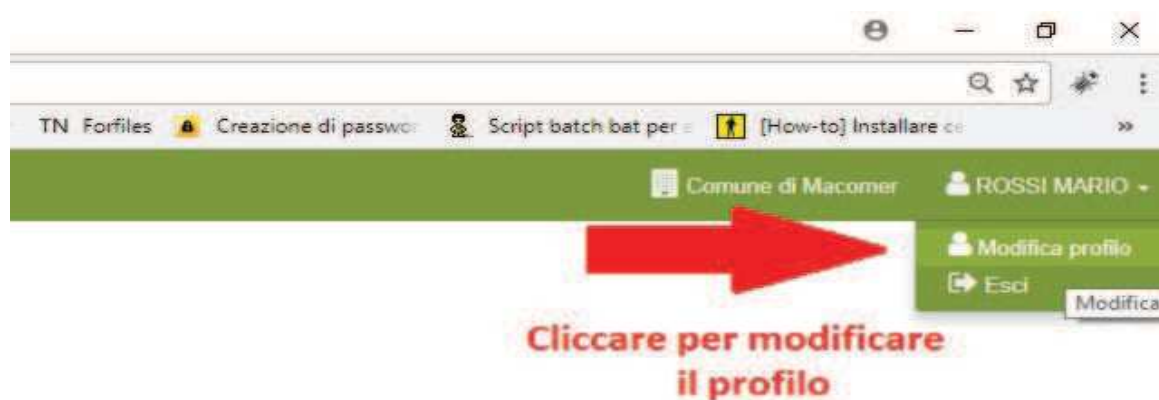 TN Forfiles Creazione di passwo Script batch bat per [How-to] Installare ce »
Comune di Macomer ROSSI MARIO
Modifica profilo
Esci
Modifica
Cliccare per modificare
il profilo